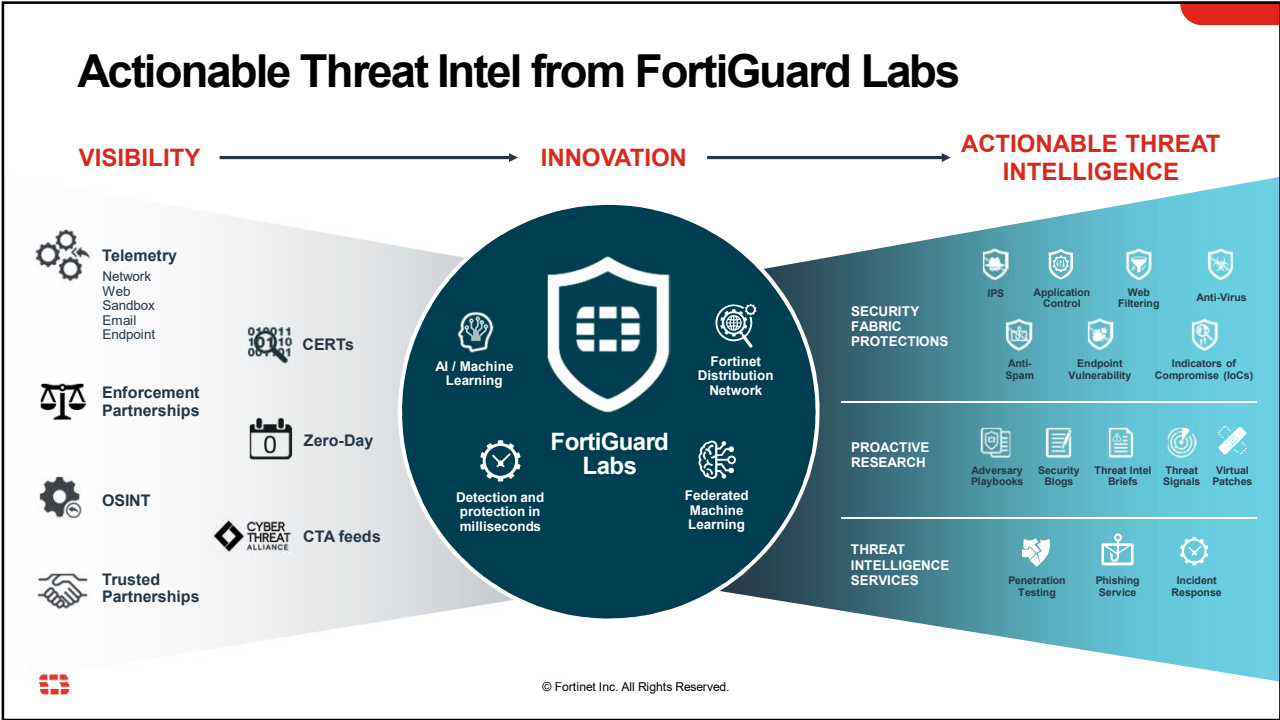 Actionable Threat Intel from FortiGuard Labs
VISIBILITY
INNOVATION
ACTIONABLE THREAT
INTELLIGENCE
Telemetry
Network
Web
Sandbox
Email
Endpoint
Enforcement
Partnerships
OSINT
Trusted
Partnerships
010011
10110
001101
CERTs
0
Zero-Day
CYBER
THREAT
ALLIANCE
CTA feeds
AI / Machine
Learning
Fortinet
Distribution
Network
FortiGuard
Labs
Detection and
protection in
milliseconds
Federated
Machine
Learning
SECURITY
FABRIC
PROTECTIONS
IPS
Application
Control
Web
Filtering
Anti-Virus
Anti-
Spam
Endpoint
Vulnerability
Indicators of
Compromise (IoCs)
PROACTIVE
RESEARCH
Adversary
Playbooks
Security
Blogs
Threat Intel
Briefs
Threat
Signals
Virtual
Patches
THREAT
INTELLIGENCE
SERVICES
Penetration
Testing
Phishing
Service
Incident
Response
© Fortinet Inc. All Rights Reserved.